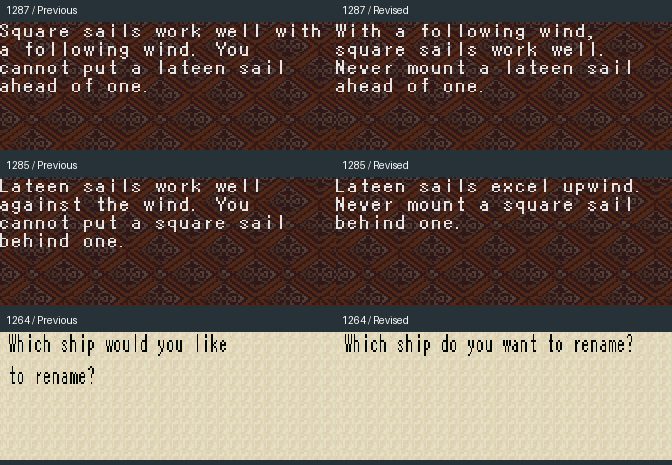 1287 / Previous
Square sails work well with
a following wind. You
cannot put a lateen sail
ahead of one.
1287 / Revised
With a following wind,
square sails work well.
Never mount a lateen sail
ahead of one.
1285 / Previous
Lateen sails work well
against the wind. You
cannot put a square sail
behind one.
1285 / Revised
Lateen sails excel upwind.
Never mount a square sail
behind one.
1264 / Previous
Which ship would you like
to rename?
1264 / Revised
Which ship do you want to rename?